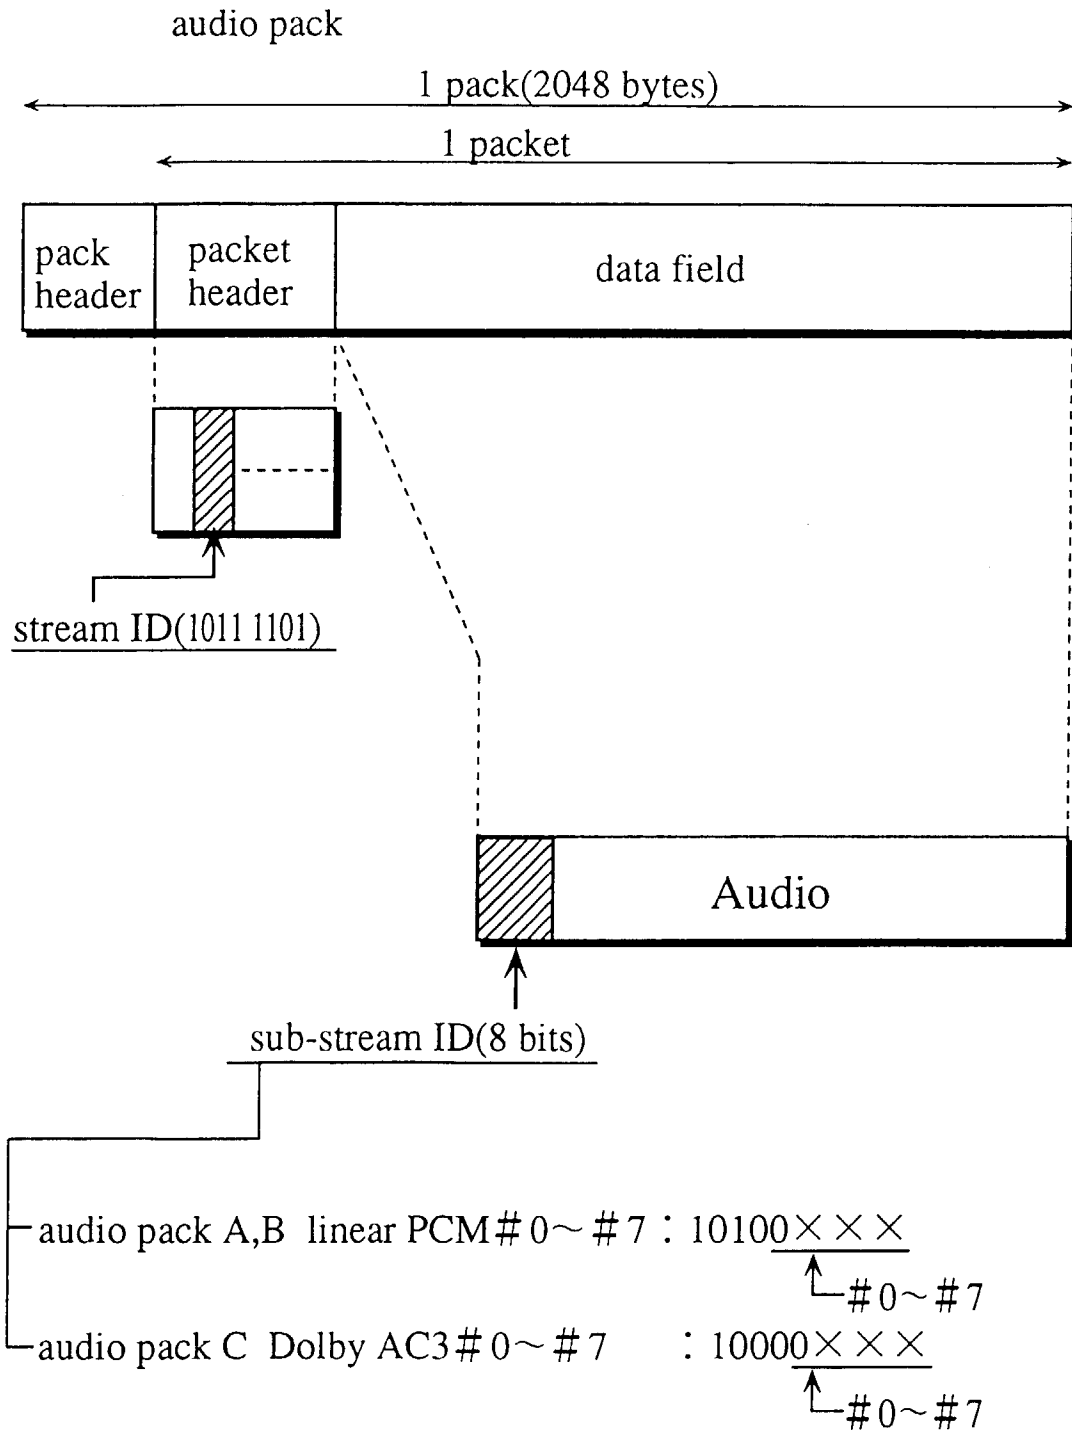 audio pack
1 pack(2048 bytes)
1 packet
pack header
packet header
data field
stream ID(1011 1101)
Audio
sub-stream ID(8 bits)
audio pack A,B linear PCM#0~#7 : 10100×××
#0~#7
audio pack C Dolby AC3#0~#7 : 10000×××
#0~#7